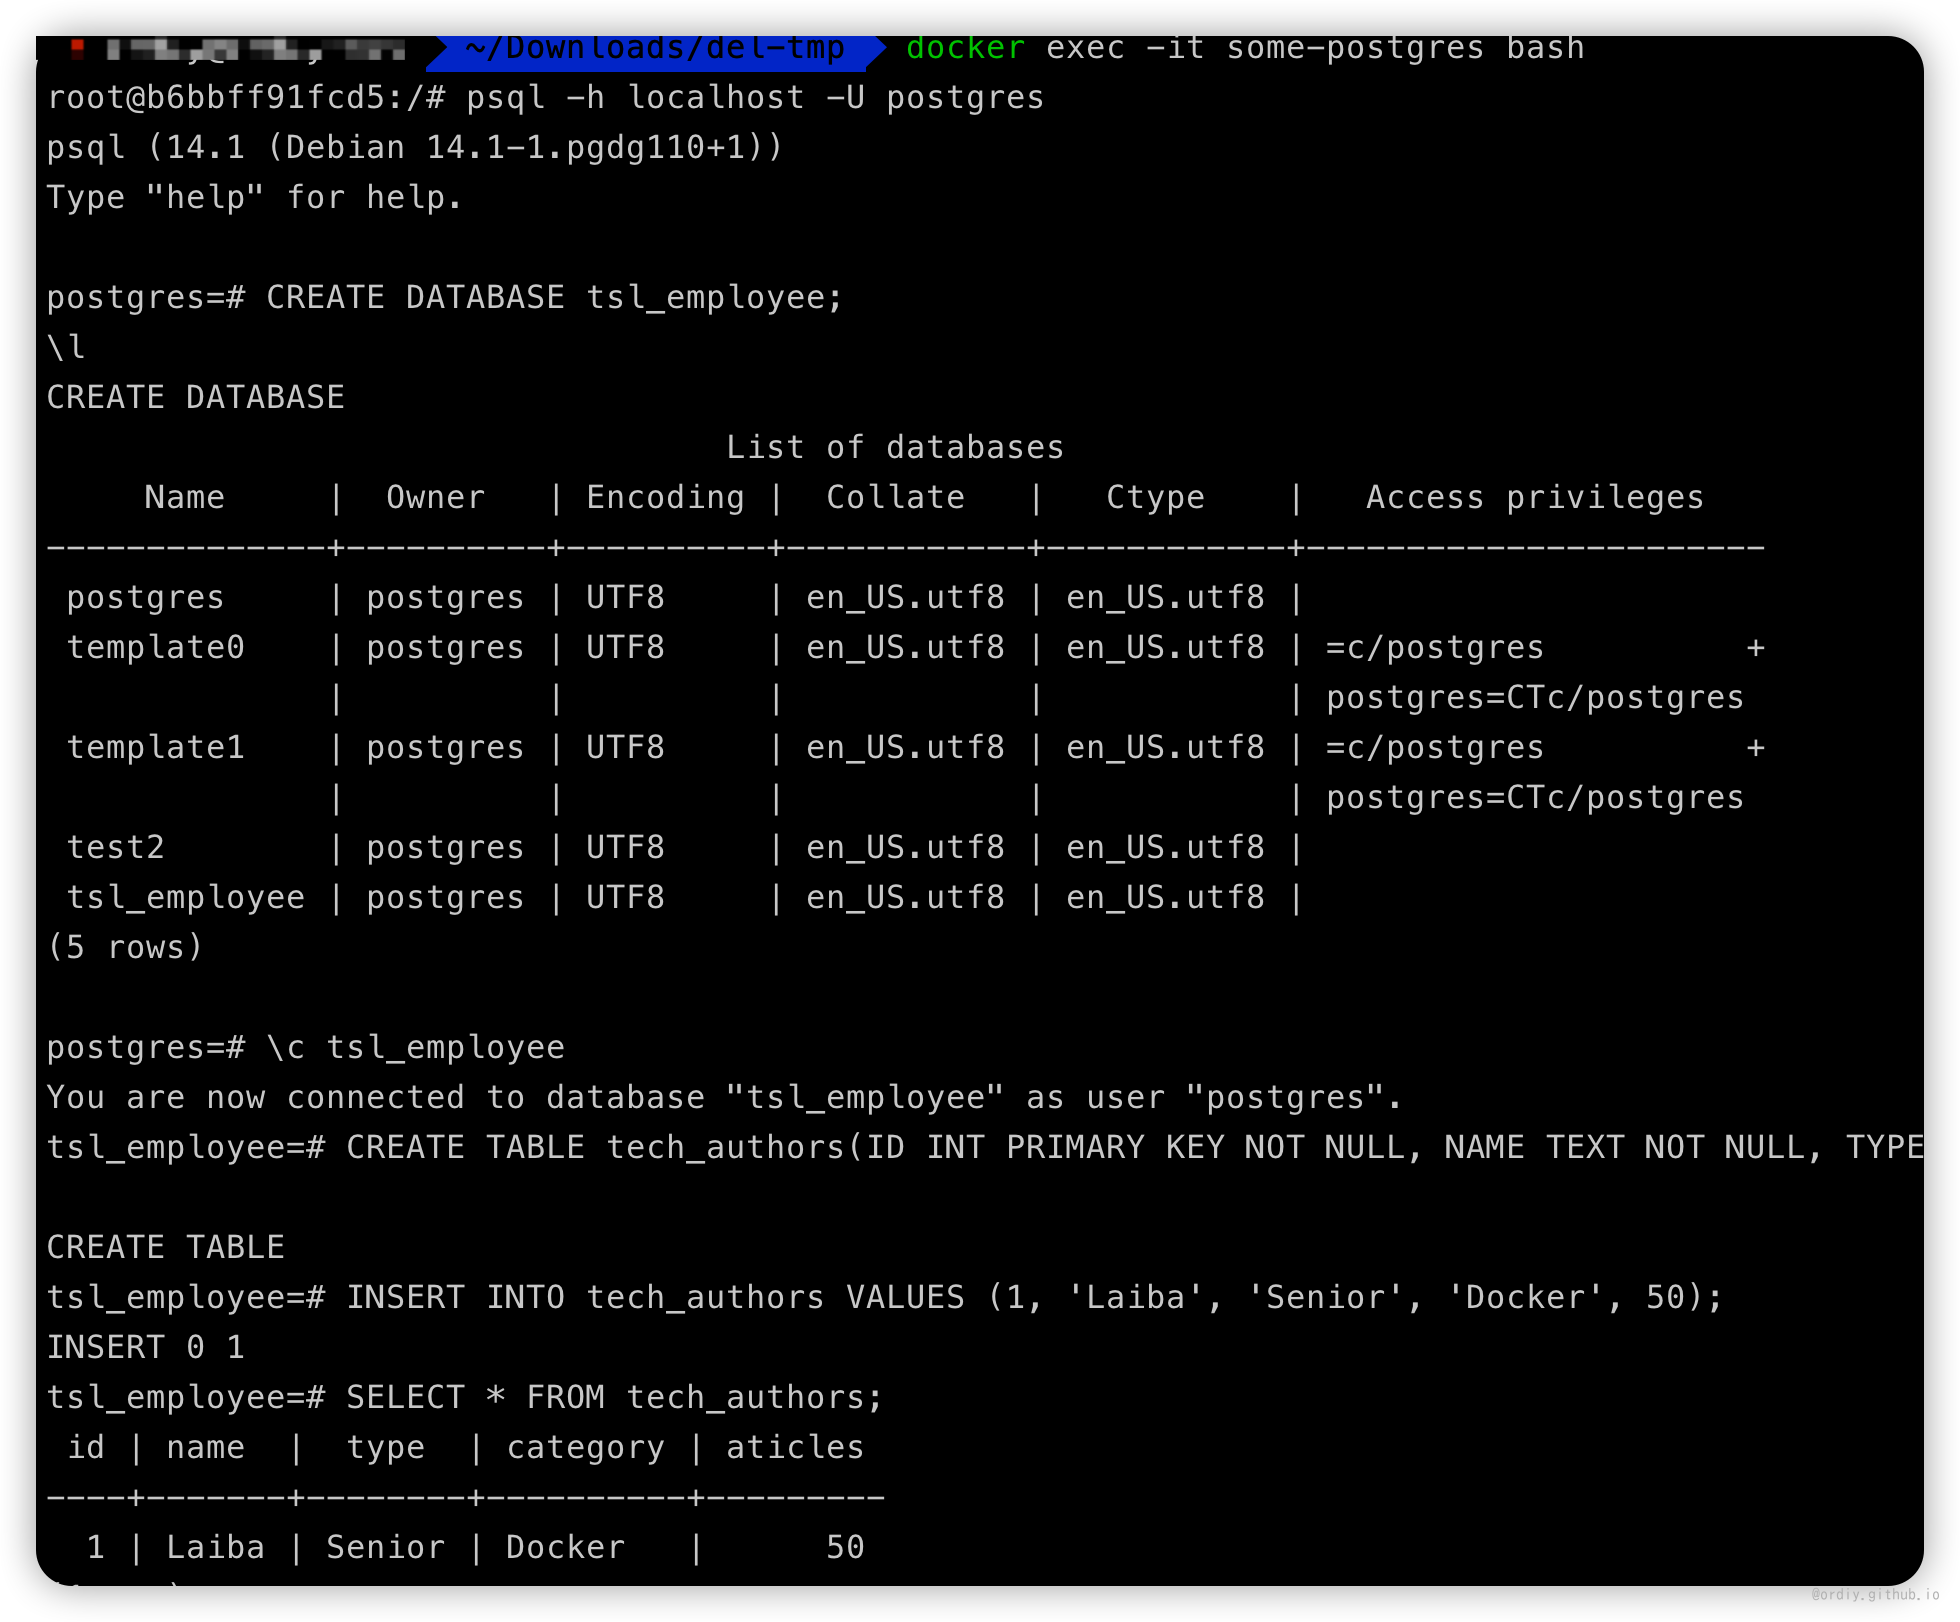 ~/Downloads/del-tmp docker exec -it some-postgres bash
root@b6bbff91fcd5:/# psql -h localhost -U postgres
psql (14.1 (Debian 14.1-1.pgdg110+1))
Type "help" for help.
postgres=# CREATE DATABASE tsl_employee;
\l
CREATE DATABASE
List of databases
Name | Owner | Encoding | Collate | Ctype | Access privileges
--------------+----------+----------+------------+------------+-----------------------
postgres | postgres | UTF8 | en_US.utf8 | en_US.utf8 |
template0 | postgres | UTF8 | en_US.utf8 | en_US.utf8 | =c/postgres +
| | | | | postgres=CTc/postgres
template1 | postgres | UTF8 | en_US.utf8 | en_US.utf8 | =c/postgres +
| | | | | postgres=CTc/postgres
test2 | postgres | UTF8 | en_US.utf8 | en_US.utf8 |
tsl_employee | postgres | UTF8 | en_US.utf8 | en_US.utf8 |
(5 rows)
postgres=# \c tsl_employee
You are now connected to database "tsl_employee" as user "postgres".
tsl_employee=# CREATE TABLE tech_authors(ID INT PRIMARY KEY NOT NULL, NAME TEXT NOT NULL, TYPE
CREATE TABLE
tsl_employee=# INSERT INTO tech_authors VALUES (1, 'Laiba', 'Senior', 'Docker', 50);
INSERT 0 1
tsl_employee=# SELECT * FROM tech_authors;
id | name | type | category | aticles
----+-------+--------+----------+---------
1 | Laiba | Senior | Docker | 50
@ordiy.github.io